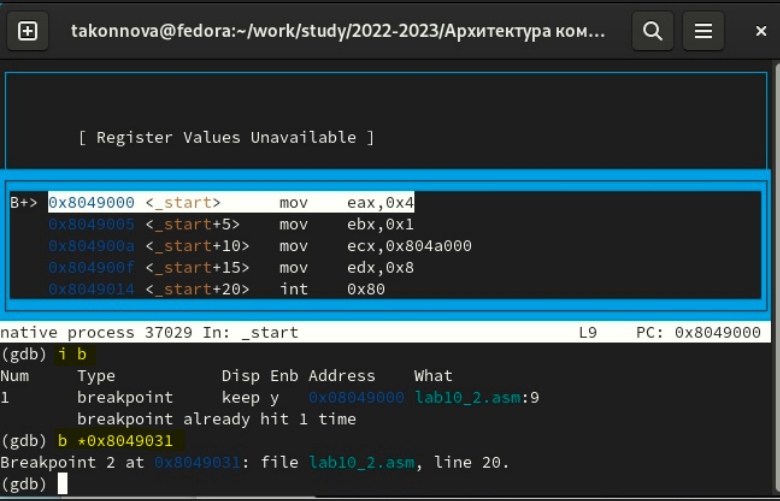 takonnova@fedora:~/work/study/2022-2023/Архитектура ком...
[ Register Values Unavailable ]
B+> 0x8049000 <_start> mov eax,0x4
0x8049005 <_start+5> mov ebx,0x1
0x804900a <_start+10> mov ecx,0x804a000
0x804900f <_start+15> mov edx,0x8
0x8049014 <_start+20> int 0x80
native process 37029 In: _start L9 PC: 0x8049000
(gdb) i b
Num Type Disp Enb Address What
1 breakpoint keep y 0x08049000 lab10_2.asm:9
breakpoint already hit 1 time
(gdb) b *0x8049031
Breakpoint 2 at 0x8049031: file lab10_2.asm, line 20.
(gdb)